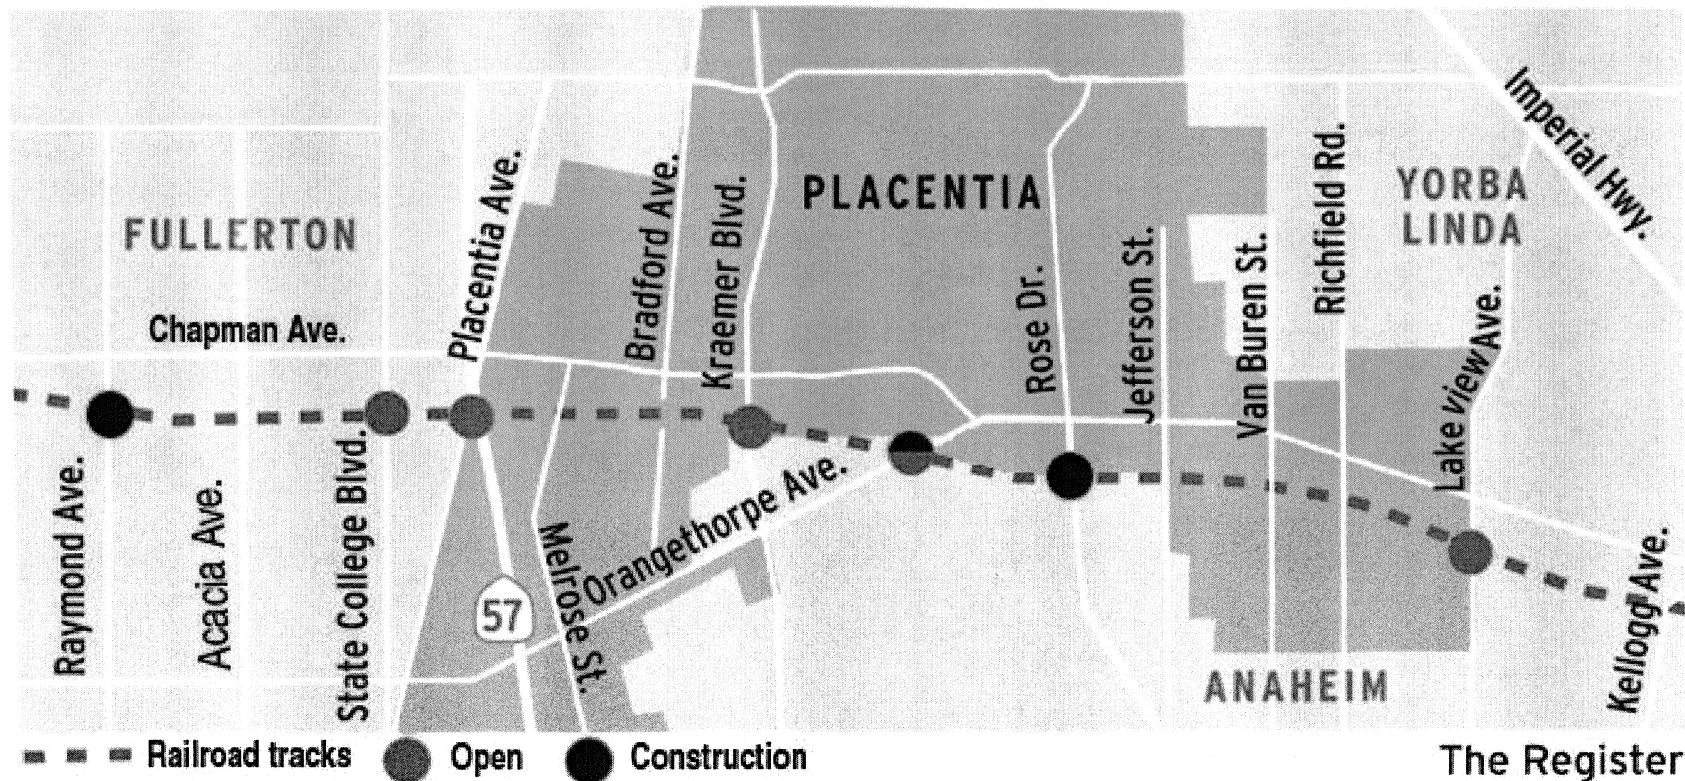 Imperial Hwy.
Placentia Ave.
Bradford Ave.
Kraemer Blvd.
PLACENTIA
Richfield Rd.
YORBA
LINDA
FULLERTON
Rose Dr.
Jefferson St.
Van Buren St.
Lake view Ave.
Chapman Ave.
Raymond Ave.
Acacia Ave.
State College Blvd.
57
Melrose St.
Orangethorpe Ave.
Kellogg Ave.
ANAHEIM
Railroad tracks
Open
Construction
The Register